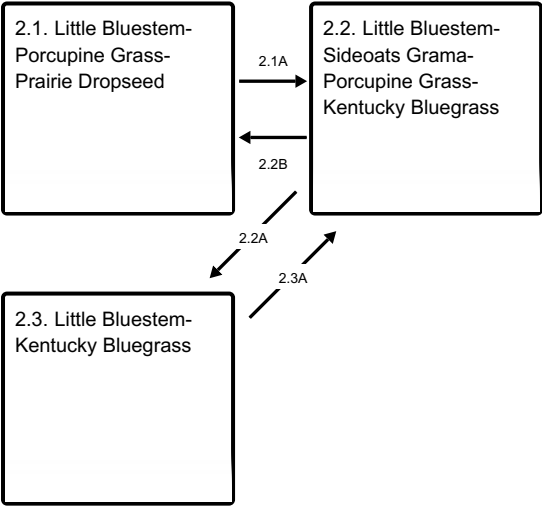 2.1. Little Bluestem-
Porcupine Grass-
Prairie Dropseed
2.1A
2.2. Little Bluestem-
Sideoats Grama-
Porcupine Grass-
Kentucky Bluegrass
2.2B
2.2A
2.3A
2.3. Little Bluestem-
Kentucky Bluegrass